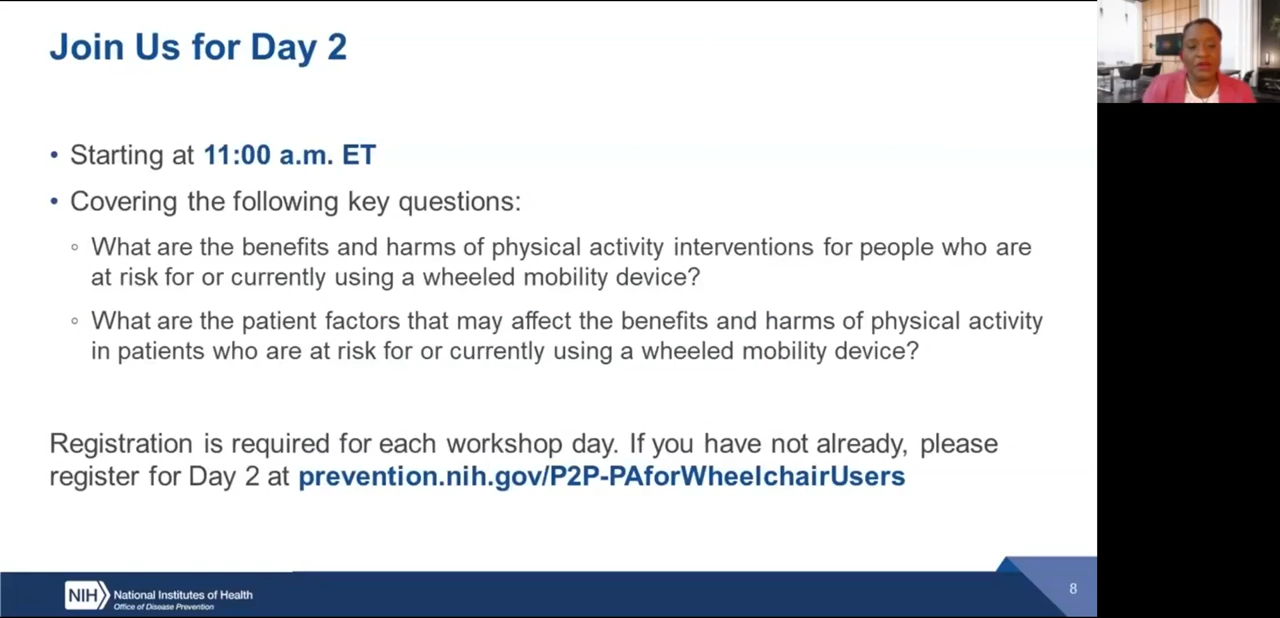 Join Us for Day 2
• Starting at 11:00 a.m. ET
• Covering the following key questions:
◦ What are the benefits and harms of physical activity interventions for people who are
at risk for or currently using a wheeled mobility device?
◦ What are the patient factors that may affect the benefits and harms of physical activity
in patients who are at risk for or currently using a wheeled mobility device?
Registration is required for each workshop day. If you have not already, please
register for Day 2 at prevention.nih.gov/P2P-PAforWheelchairUsers
NIH National Institutes of Health
Office of Disease Prevention
8